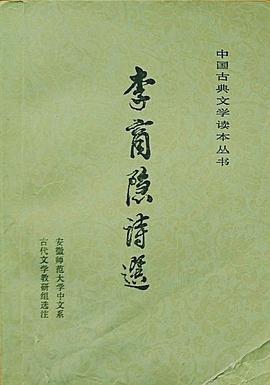 中国古典文学读本丛书
李商隐诗選
安徽师范大学中文系
古代文学教研组选注